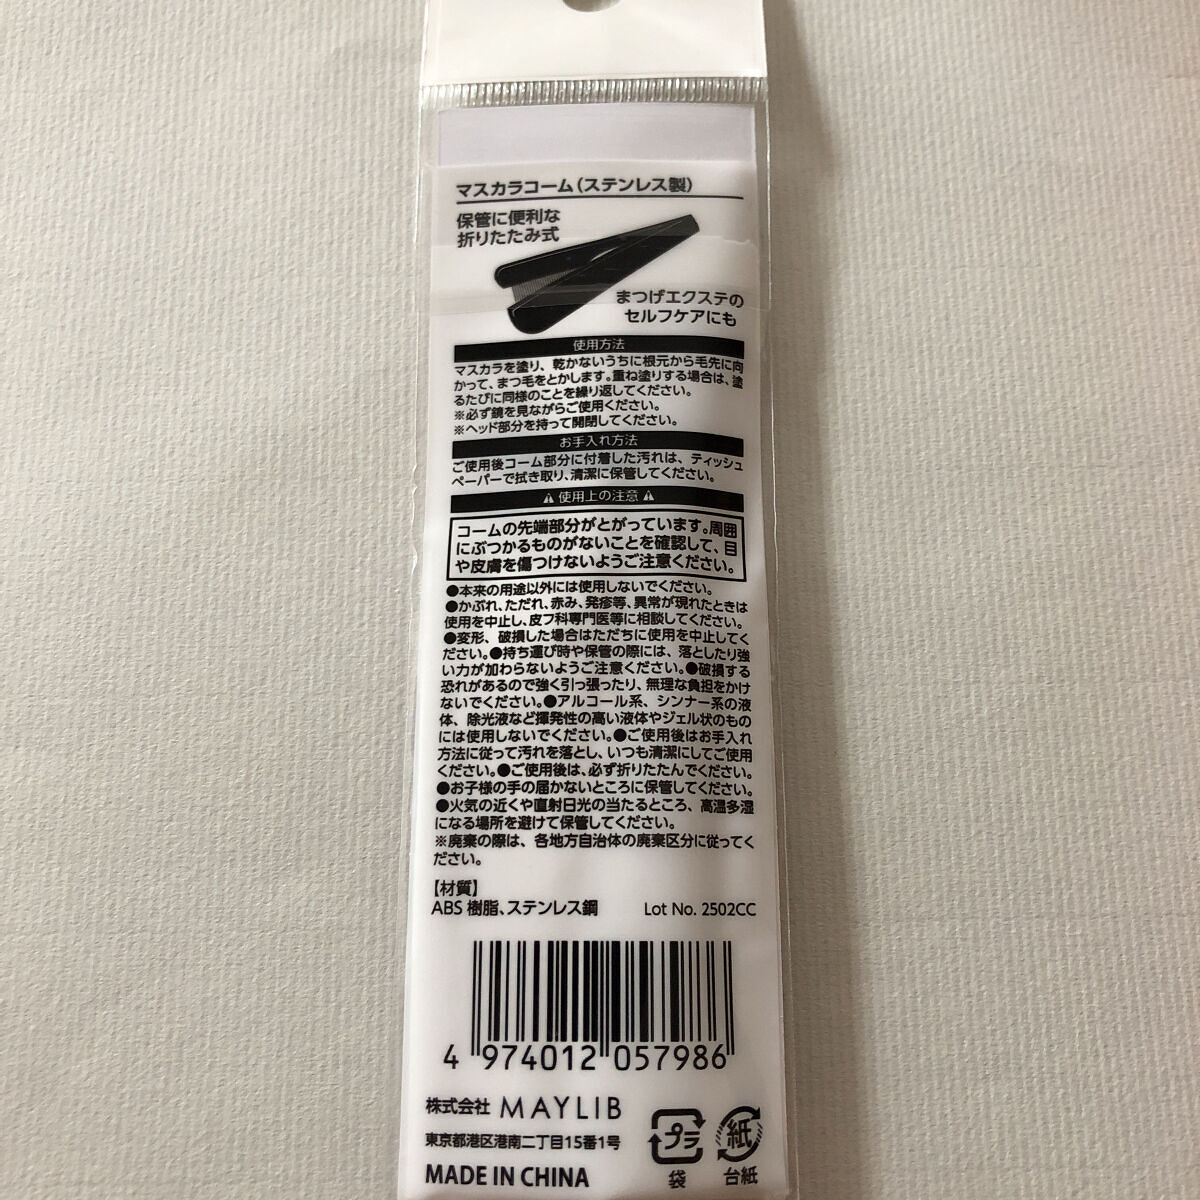 マスカラコーム（ステンレス製）
保管に便利な
折りたたみ式
まつげエクステの
セルフケアにも
使用方法
マスカラを塗り、乾かないうちに根元から毛先に向
かって、まつ毛をとかします。重ね塗りする場合は、塗
るたびに同様のことを繰り返してください。
※必ず鏡を見ながらご使用ください。
※ヘッド部分を持って開閉してください。
お手入れ方法
ご使用後コーム部分に付着した汚れは、ティッシュ
ペーパーで拭き取り、清潔に保管してください。
⚠ 使用上の注意 ⚠
コームの先端部分がとがっています。周囲
にぶつかるものがないことを確認して、目
や皮膚を傷つけないようご注意ください。
●本来の用途以外には使用しないでください。
●かぶれ、ただれ、赤み、発疹等、異常が現れたときは
使用を中止し、皮フ科専門医等に相談してください。
●変形、破損した場合はただちに使用を中止してく
ださい。●持ち運び時や保管の際には、落としたり強
い力が加わらないようご注意ください。●破損する
恐れがあるので強く引っ張ったり、無理な負担をかけ
ないでください。●アルコール系、シンナー系の液
体、除光液など揮発性の高い液体やジェル状のもの
には使用しないでください。●ご使用後はお手入れ
方法に従って汚れを落とし、いつも清潔にしてご使用
ください。●ご使用後は、必ず折りたたんでください。
●お子様の手の届かないところに保管してください。
●火気の近くや直射日光の当たるところ、高温多湿
になる場所を避けて保管してください。
※廃棄の際は、各地方自治体の廃棄区分に従ってく
ださい。
【材質】
ABS 樹脂、ステンレス鋼 Lot No. 2502CC
4 974012 057986
株式会社 MAYLIB
東京都港区港南二丁目15番1号
MADE IN CHINA
プラ 紙
袋 台紙